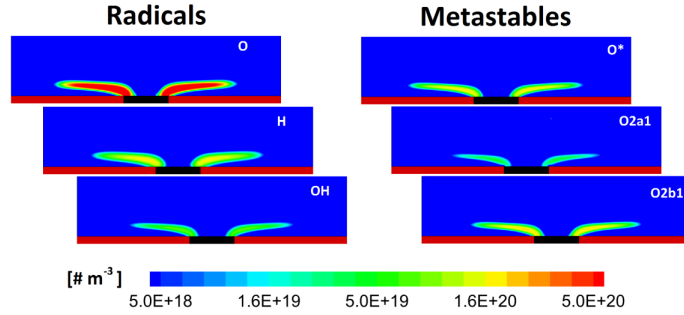 Radicals
Metastables
O
O*
H
O2a1
OH
O2b1
[# m⁻³ ]
5.0E+18 1.6E+19 5.0E+19 1.6E+20 5.0E+20